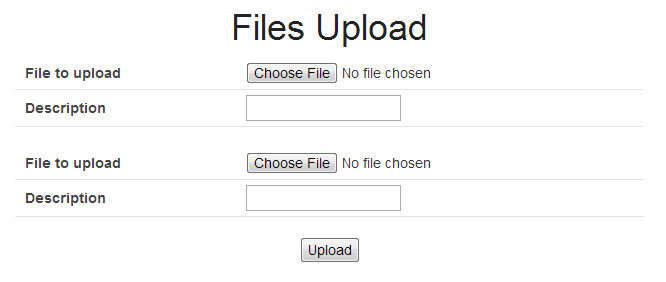 Files Upload
File to upload Choose File No file chosen
Description
File to upload Choose File No file chosen
Description
Upload